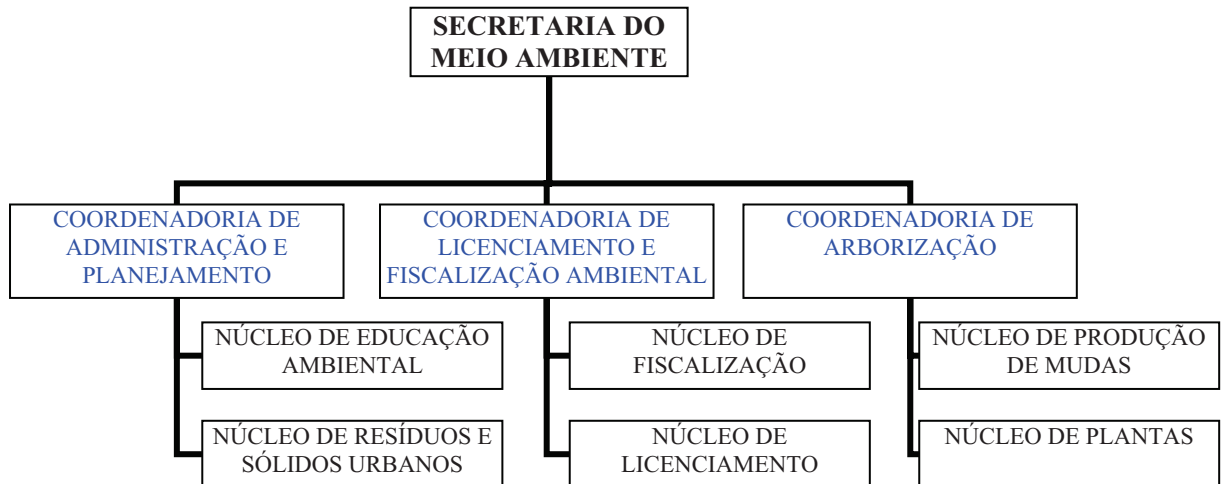 SECRETARIA DO
MEIO AMBIENTE
COORDENADORIA DE
ADMINISTRAÇÃO E
PLANEJAMENTO
COORDENADORIA DE
LICENCIAMENTO E
FISCALIZAÇÃO AMBIENTAL
COORDENADORIA DE
ARBORIZAÇÃO
NÚCLEO DE EDUCAÇÃO
AMBIENTAL
NÚCLEO DE
FISCALIZAÇÃO
NÚCLEO DE PRODUÇÃO
DE MUDAS
NÚCLEO DE RESÍDUOS E
SÓLIDOS URBANOS
NÚCLEO DE
LICENCIAMENTO
NÚCLEO DE PLANTAS